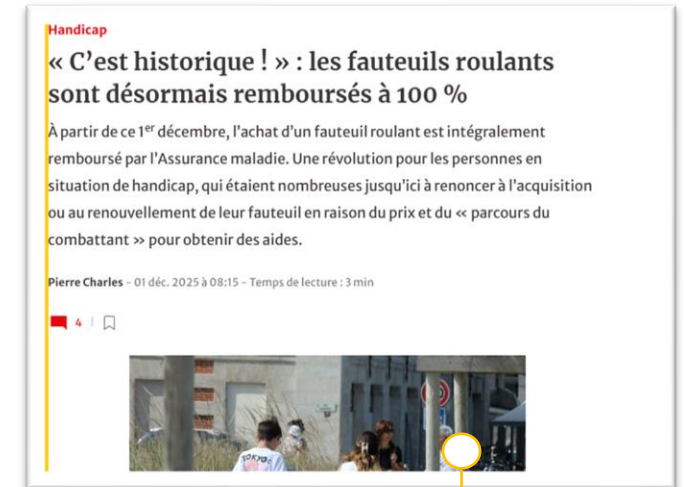 Handicap
« C’est historique ! » : les fauteuils roulants
sont désormais remboursés à 100 %
À partir de ce 1er décembre, l’achat d’un fauteuil roulant est intégralement
remboursé par l’Assurance maladie. Une révolution pour les personnes en
situation de handicap, qui étaient nombreuses jusqu’ici à renoncer à l’acquisition
ou au renouvellement de leur fauteuil en raison du prix et du « parcours du
combattant » pour obtenir des aides.
Pierre Charles - 01 déc. 2025 à 08:15 - Temps de lecture : 3 min
4
TOKYO